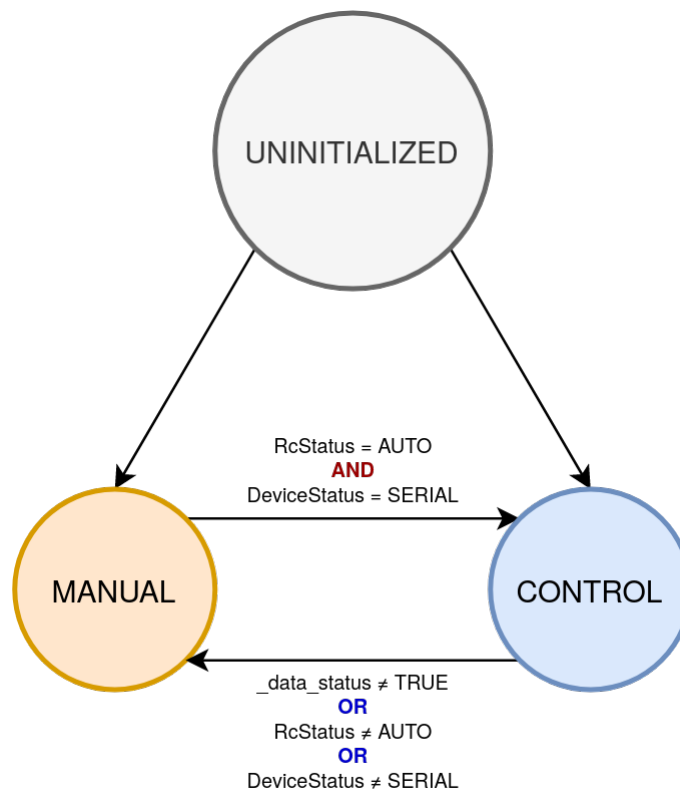 UNINITIALIZED
RcStatus = AUTO
AND
DeviceStatus = SERIAL
MANUAL
CONTROL
_data_status ≠ TRUE
OR
RcStatus ≠ AUTO
OR
DeviceStatus ≠ SERIAL